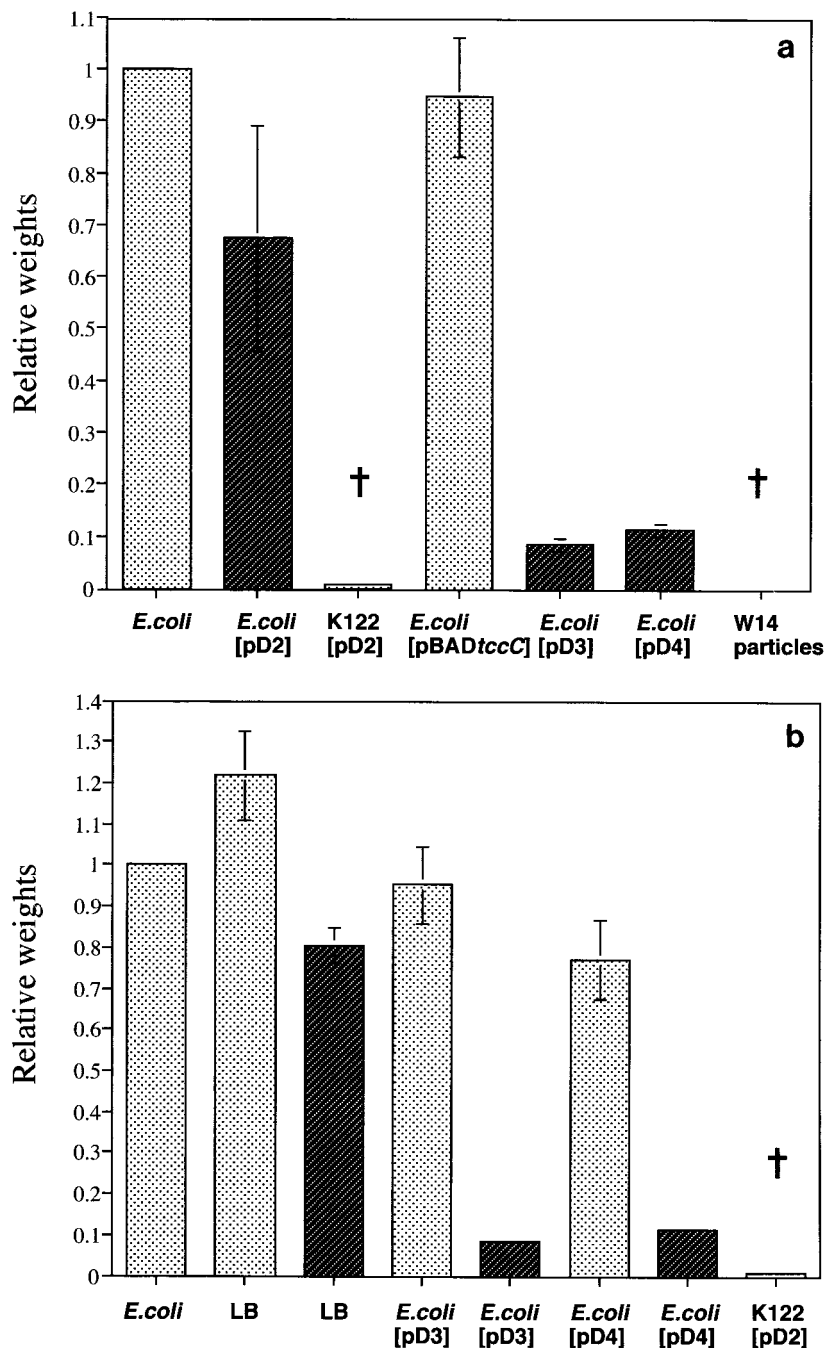 a
Relative weights
1.1
1
0.9
0.8
0.7
0.6
0.5
0.4
0.3
0.2
0.1
0
†
†
E.coli
E.coli [pD2]
K122 [pD2]
E.coli [pBADtccC]
E.coli [pD3]
E.coli [pD4]
W14 particles
b
Relative weights
1.4
1.3
1.2
1.1
1
0.9
0.8
0.7
0.6
0.5
0.4
0.3
0.2
0.1
0
†
E.coli
LB
LB
E.coli [pD3]
E.coli [pD3]
E.coli [pD4]
E.coli [pD4]
K122 [pD2]